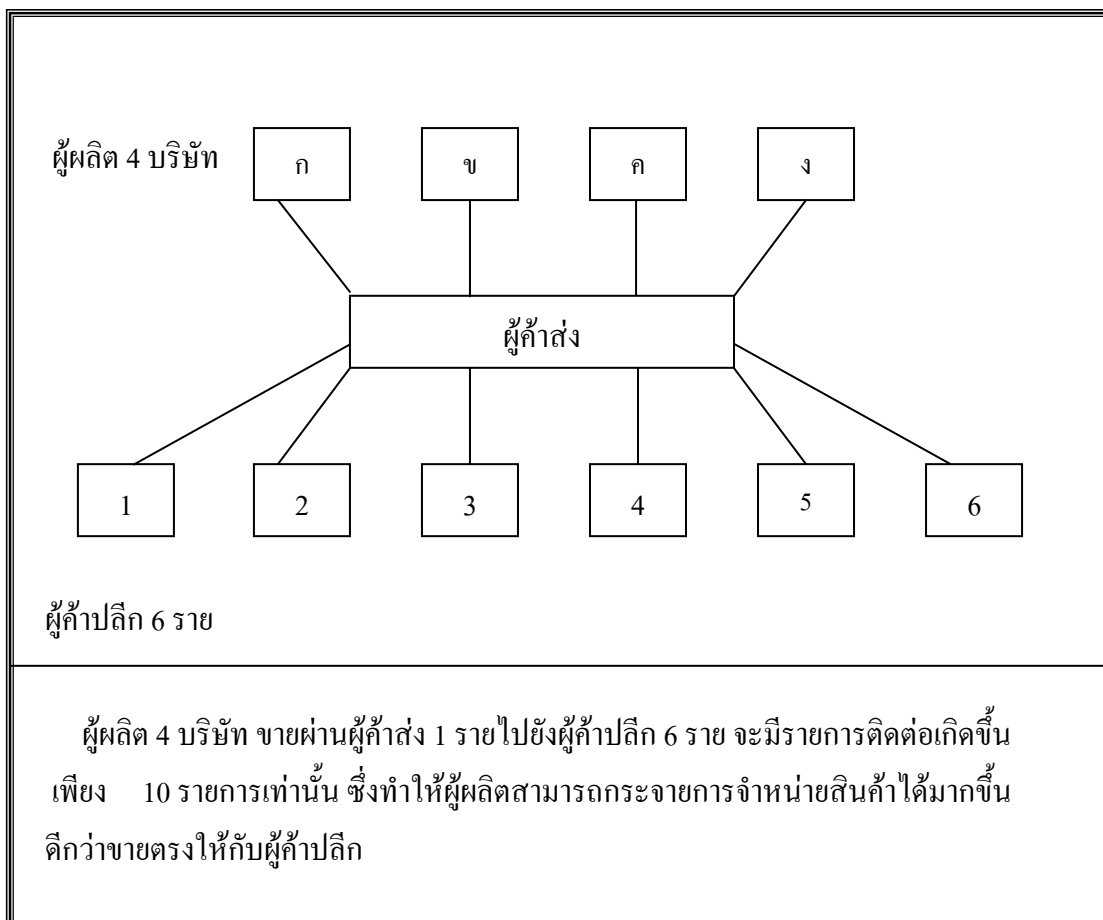 ผู้ผลิต 4 บริษัท
ก ข ค ง
ผู้ค้าส่ง
1 2 3 4 5 6
ผู้ค้าปลีก 6 ราย
ผู้ผลิต 4 บริษัท ขายผ่านผู้ค้าส่ง 1 รายไปยังผู้ค้าปลีก 6 ราย จะมีรายการติดต่อเกิดขึ้น
เพียง 10 รายการเท่านั้น ซึ่งทำให้ผู้ผลิตสามารถกระจายการจำหน่ายสินค้าได้มากขึ้น
ดีกว่าขายตรงให้กับผู้ค้าปลีก